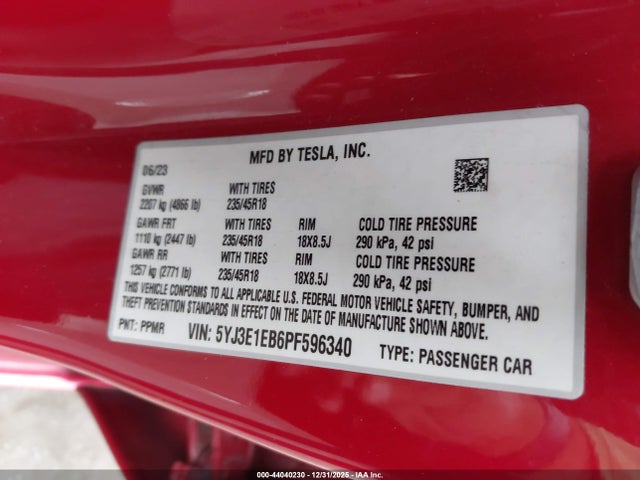 MFD BY TESLA, INC.
06/23
GVWR WITH TIRES
2207 kg (4866 lb) 235/45R18
GAWR FRT WITH TIRES RIM COLD TIRE PRESSURE
1110 kg (2447 lb) 235/45R18 18X8.5J 290 kPa, 42 psi
GAWR RR WITH TIRES RIM COLD TIRE PRESSURE
1257 kg (2771 lb) 235/45R18 18X8.5J 290 kPa, 42 psi
THIS VEHICLE CONFORMS TO ALL APPLICABLE U.S. FEDERAL MOTOR VEHICLE SAFETY, BUMPER, AND
THEFT PREVENTION STANDARDS IN EFFECT ON THE DATE OF MANUFACTURE SHOWN ABOVE.
PNT: PPMR VIN: 5YJ3E1EB6PF596340 TYPE: PASSENGER CAR
000-44040230 - 12/31/2025 - IAA Inc.